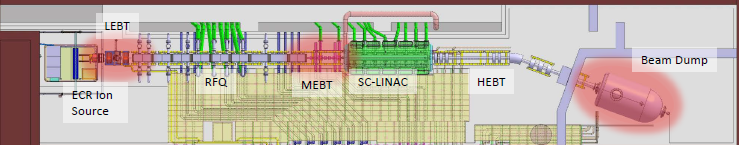 LEBT
ECR Ion
Source
RFQ
MEBT
SC-LINAC
HEBT
Beam Dump